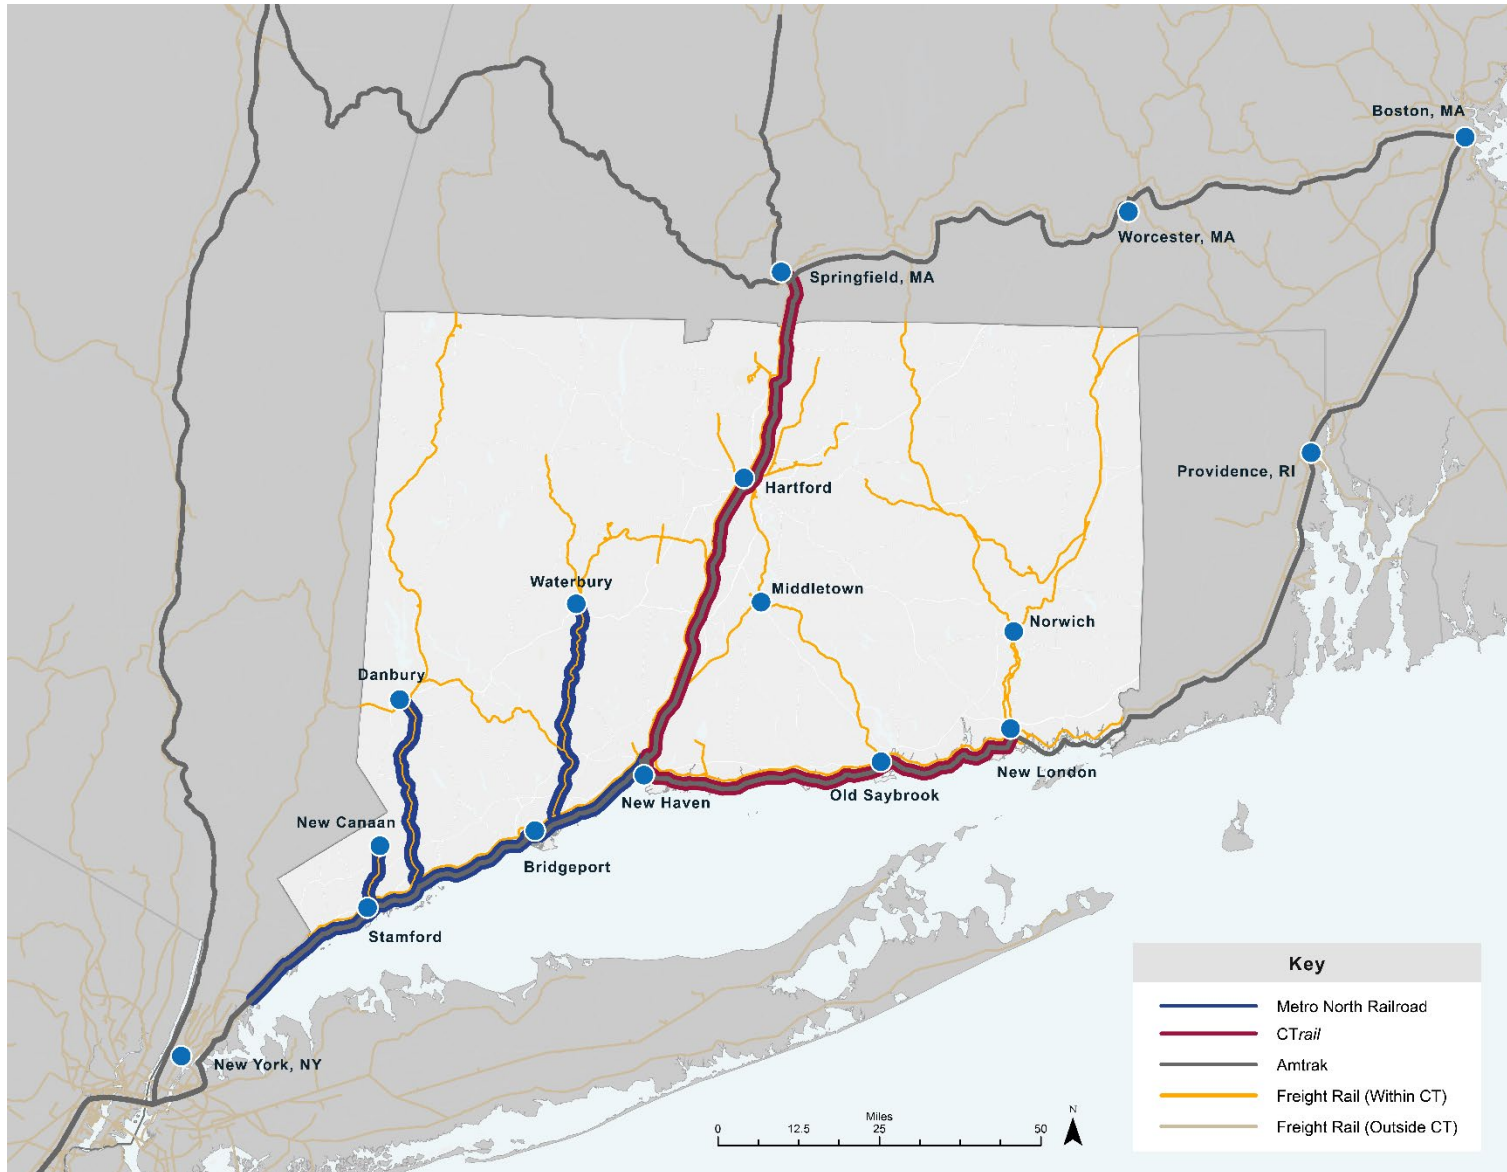 Boston, MA
Worcester, MA
Springfield, MA
Providence, RI
Hartford
Waterbury
Middletown
Norwich
Danbury
New London
New Haven
Old Saybrook
New Canaan
Bridgeport
Stamford
New York, NY
Key
Metro North Railroad
CTrail
Amtrak
Freight Rail (Within CT)
Freight Rail (Outside CT)
Miles
0 12.5 25 50
N